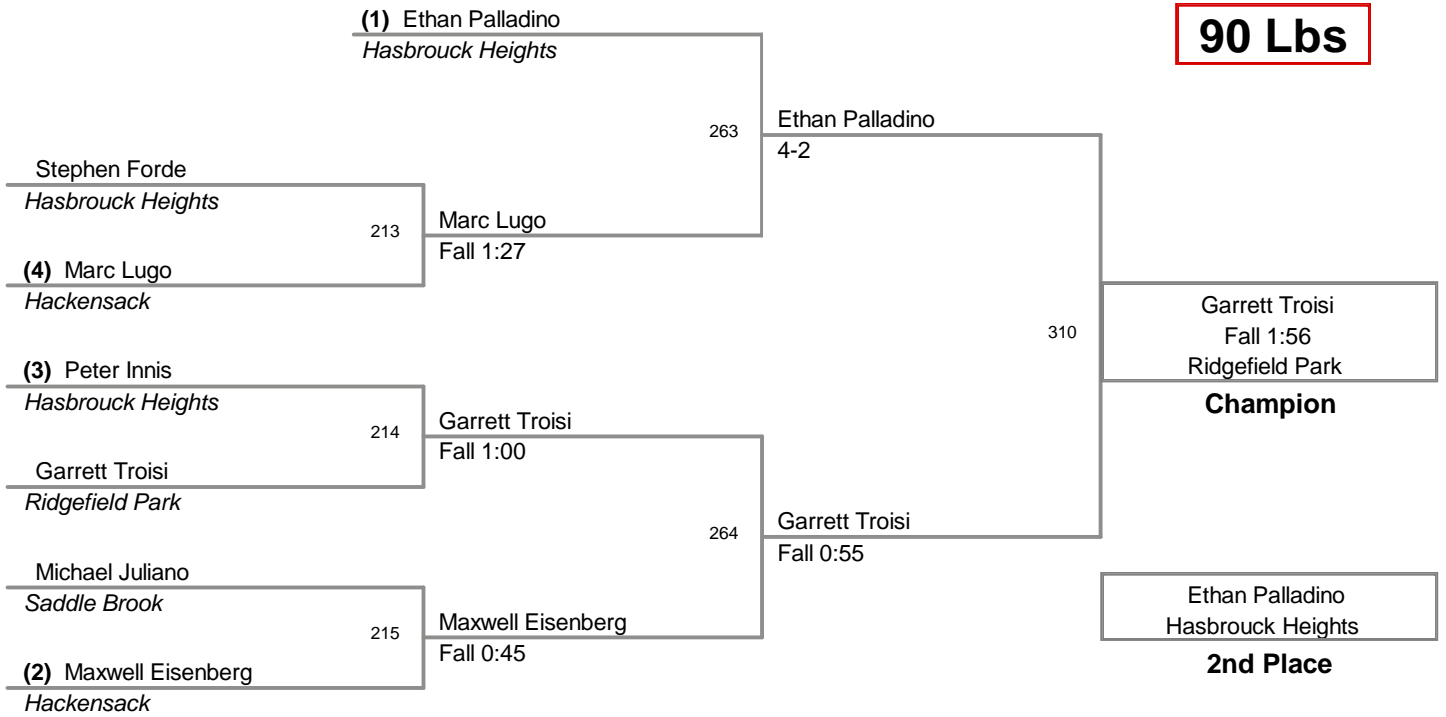 (1) Ethan Palladino
Hasbrouck Heights
90 Lbs
263
Ethan Palladino
4-2
Stephen Forde
Hasbrouck Heights
213
Marc Lugo
Fall 1:27
(4) Marc Lugo
Hackensack
310
Garrett Troisi
Fall 1:56
Ridgefield Park
Champion
(3) Peter Innis
Hasbrouck Heights
214
Garrett Troisi
Fall 1:00
Garrett Troisi
Ridgefield Park
264
Garrett Troisi
Fall 0:55
Michael Juliano
Saddle Brook
215
Maxwell Eisenberg
Fall 0:45
(2) Maxwell Eisenberg
Hackensack
Ethan Palladino
Hasbrouck Heights
2nd Place